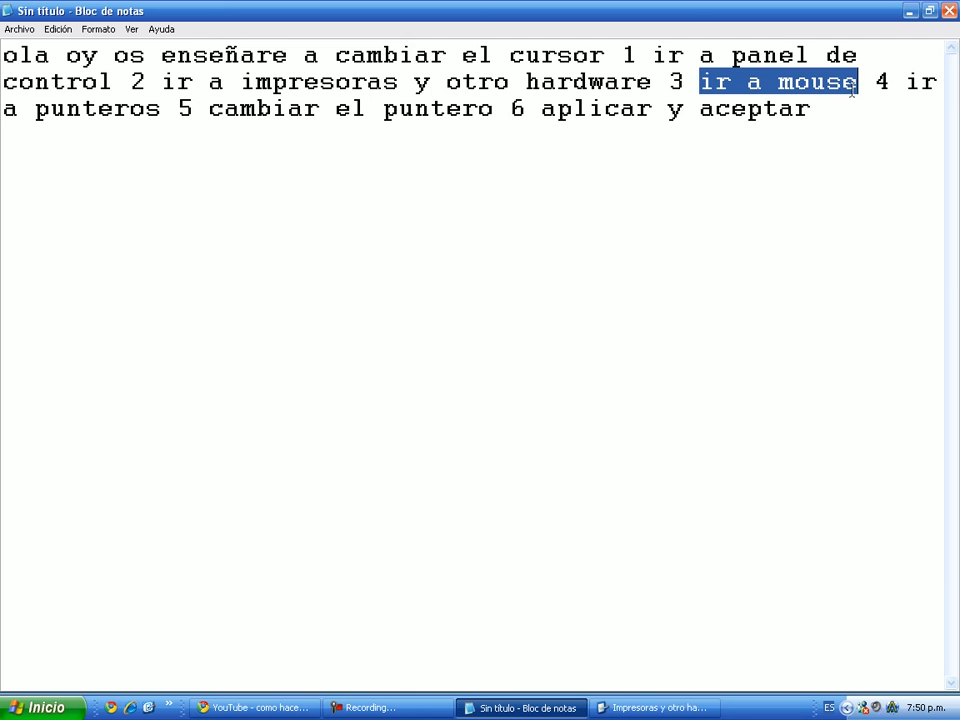 Sin título - Bloc de notas
Archivo Edición Formato Ver Ayuda
ola oy os enseñare a cambiar el cursor 1 ir a panel de
control 2 ir a impresoras y otro hardware 3 ir a mouse 4 ir
a punteros 5 cambiar el puntero 6 aplicar y aceptar
Inicio » YouTube - como hace... Recording... Sin título - Bloc de notas Impresoras y otro ha... ES 7:50 p.m.